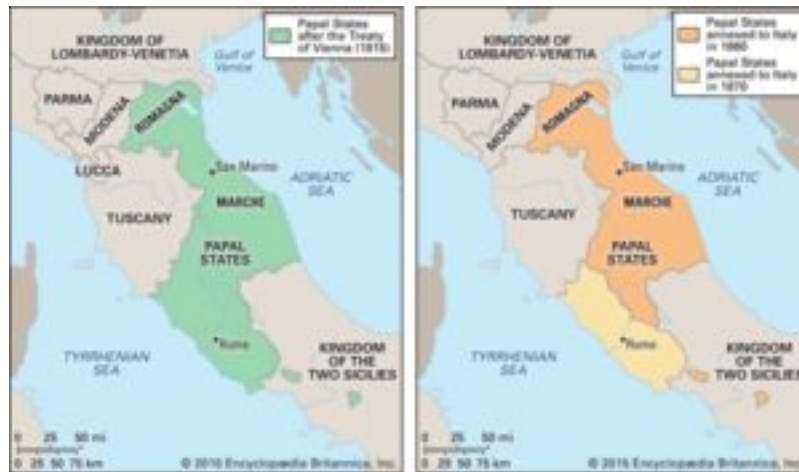 Papal States
after the Treaty
of Vienna (1815)
KINGDOM OF
LOMBARDY-VENETIA
Gulf of
Venice
PARMA
MODENA
ROMAGNA
LUCCA
San Marino
ADRIATIC
SEA
TUSCANY
MARCHE
PAPAL
STATES
Rome
TYRRHENIAN
SEA
KINGDOM
OF THE
TWO SICILIES
0 25 50 mi
0 25 50 75 km
© 2015 Encyclopædia Britannica, Inc.
Papal States
annexed to Italy
in 1860
Papal States
annexed to Italy
in 1870
KINGDOM OF
LOMBARDY-VENETIA
Gulf of
Venice
PARMA
MODENA
ROMAGNA
San Marino
ADRIATIC
SEA
TUSCANY
MARCHE
PAPAL
STATES
Rome
TYRRHENIAN
SEA
KINGDOM
OF THE
TWO SICILIES
0 25 50 mi
0 25 50 75 km
© 2015 Encyclopædia Britannica, Inc.